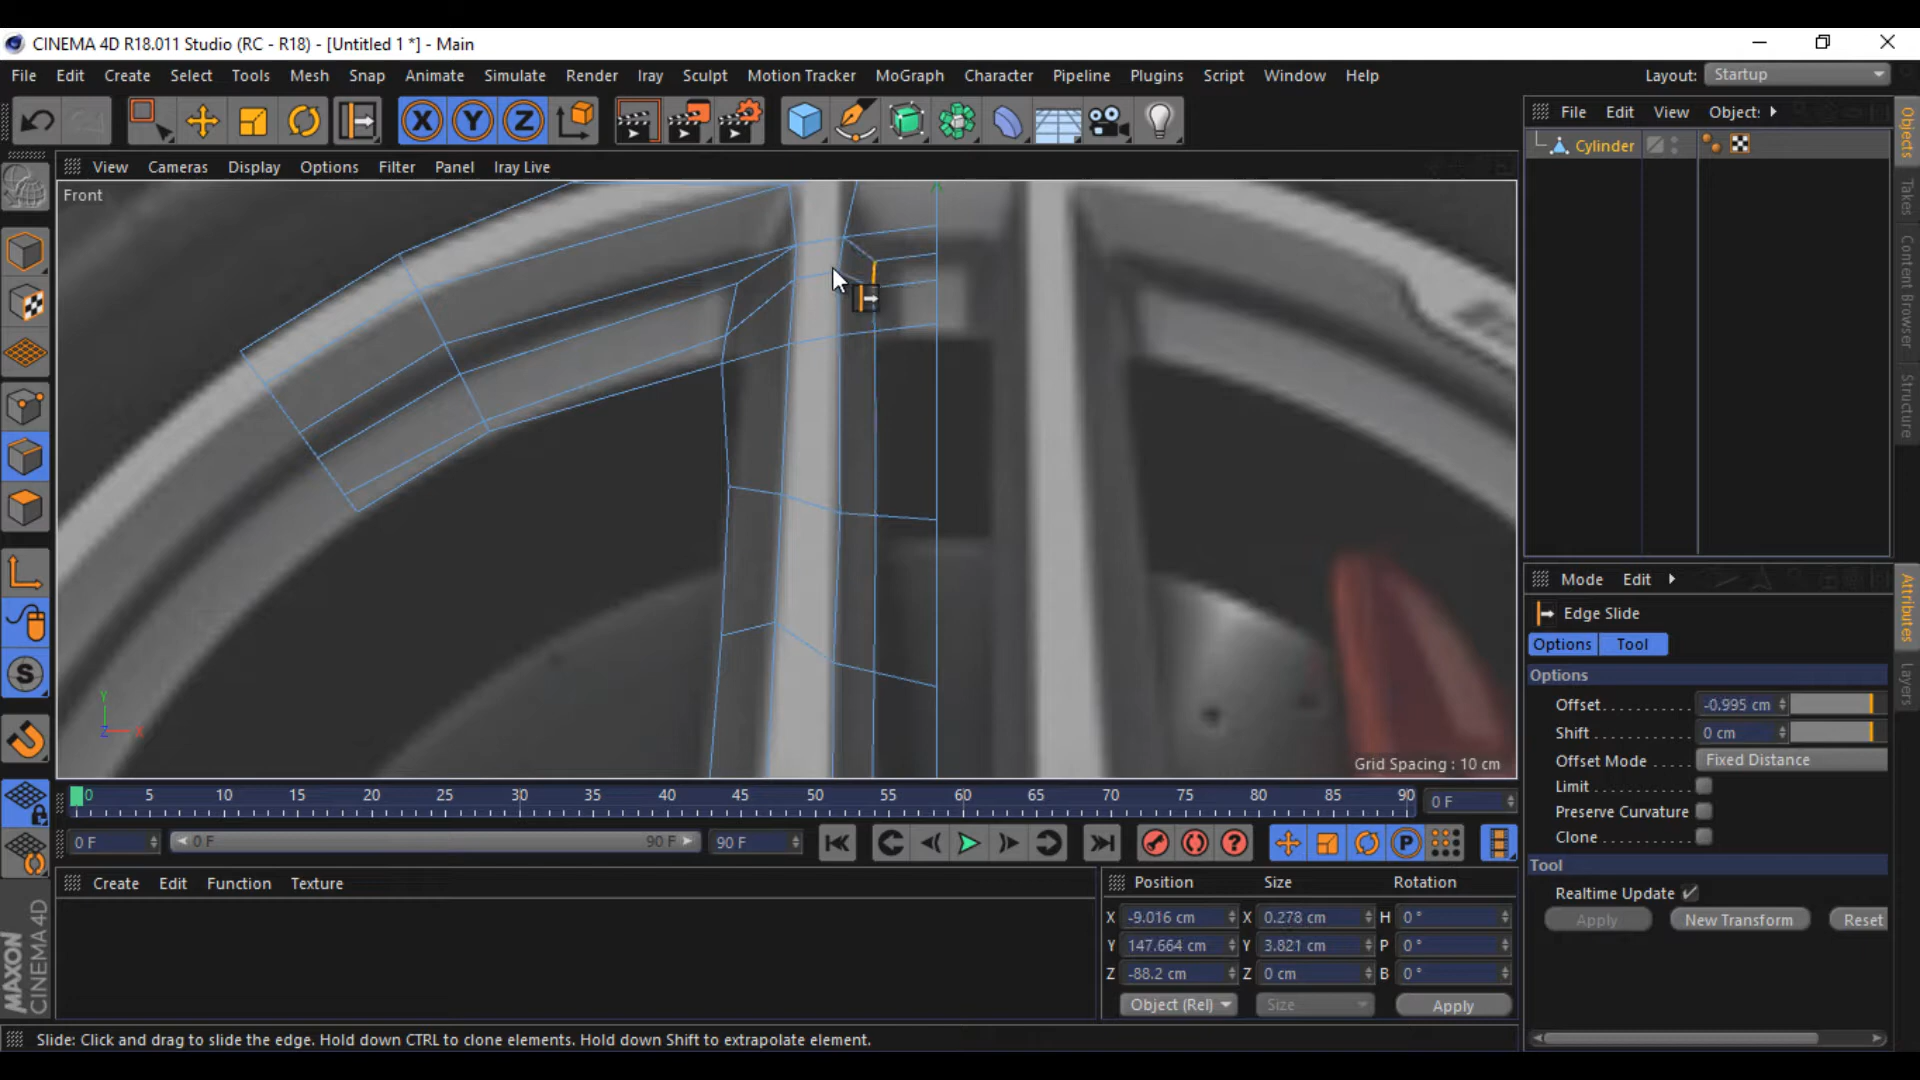 CINEMA 4D R18.011 Studio (RC - R18) - [Untitled 1 *] - Main
File Edit Create Select Tools Mesh Snap Animate Simulate Render Iray Sculpt Motion Tracker MoGraph Character Pipeline Plugins Script Window Help Layout: Startup
X Y Z
File Edit View Object:
Objects
Cylinder
View Cameras Display Options Filter Panel Iray Live
Front
Takes
Content Browser
Structure
Mode Edit
Attributes
Edge Slide
Options Tool
Options
Layers
Offset -0.995 cm
Shift 0 cm
Offset Mode Fixed Distance
Limit
Preserve Curvature
Clone
Tool
Realtime Update
Apply New Transform Reset
Y
X
Z
S
Grid Spacing : 10 cm
0 5 10 15 20 25 30 35 40 45 50 55 60 65 70 75 80 85 90 0 F
0 F 0 F 90 F 90 F
P
Create Edit Function Texture
Position Size Rotation
X -9.016 cm X 0.278 cm H 0 °
Y 147.664 cm Y 3.821 cm P 0 °
Z -88.2 cm Z 0 cm B 0 °
Object (Rel) Size Apply
MAXON
CINEMA 4D
Slide: Click and drag to slide the edge. Hold down CTRL to clone elements. Hold down Shift to extrapolate element.